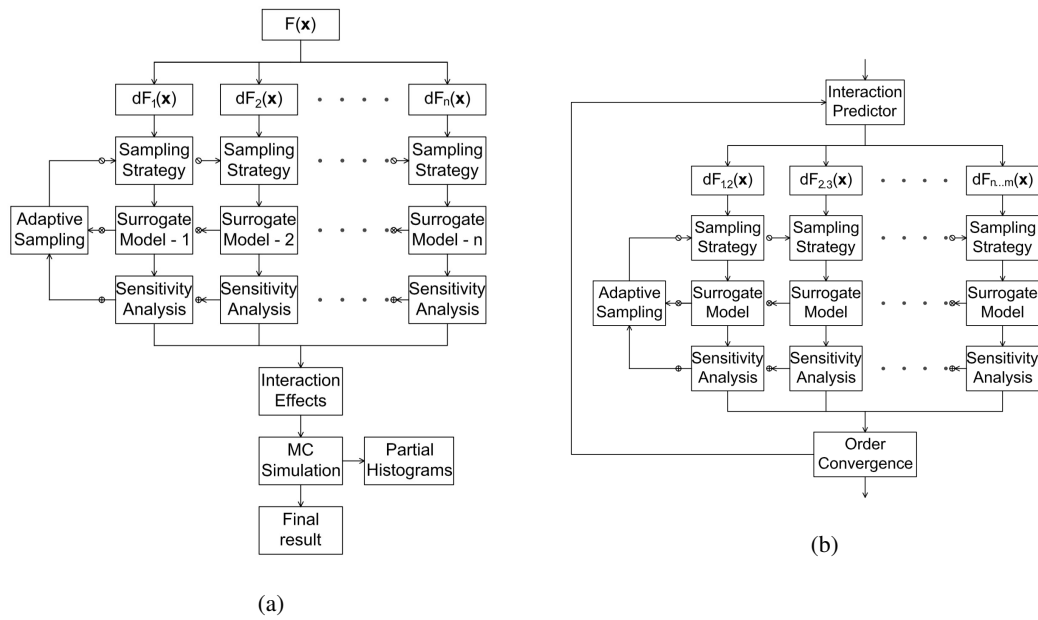 F(x)
dF1(x)
dF2(x)
dFn(x)
Sampling
Strategy
Sampling
Strategy
Sampling
Strategy
Adaptive
Sampling
Surrogate
Model - 1
Surrogate
Model - 2
Surrogate
Model - n
Sensitivity
Analysis
Sensitivity
Analysis
Sensitivity
Analysis
Interaction
Effects
MC
Simulation
Partial
Histograms
Final
result
(a)
Interaction
Predictor
dF1,2(x)
dF2,3(x)
dFn...m(x)
Sampling
Strategy
Sampling
Strategy
Sampling
Strategy
Adaptive
Sampling
Surrogate
Model
Surrogate
Model
Surrogate
Model
Sensitivity
Analysis
Sensitivity
Analysis
Sensitivity
Analysis
Order
Convergence
(b)